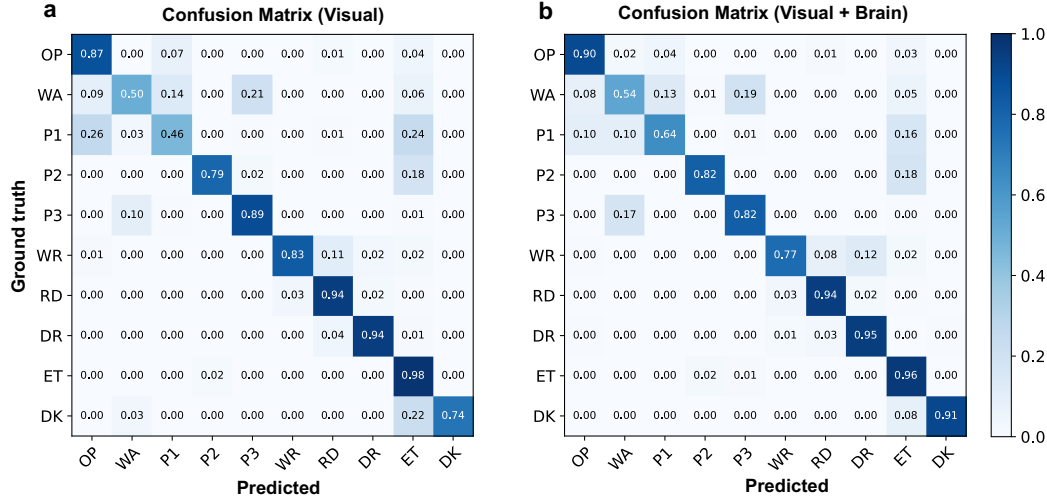 a Confusion Matrix (Visual)
OP 0.87 0.00 0.07 0.00 0.00 0.00 0.01 0.00 0.04 0.00
WA 0.09 0.50 0.14 0.00 0.21 0.00 0.00 0.00 0.06 0.00
P1 0.26 0.03 0.46 0.00 0.00 0.00 0.01 0.00 0.24 0.00
P2 0.00 0.00 0.00 0.79 0.02 0.00 0.00 0.00 0.18 0.00
P3 0.00 0.10 0.00 0.00 0.89 0.00 0.00 0.00 0.01 0.00
WR 0.01 0.00 0.00 0.00 0.00 0.83 0.11 0.02 0.02 0.00
RD 0.00 0.00 0.00 0.00 0.00 0.03 0.94 0.02 0.00 0.00
DR 0.00 0.00 0.00 0.00 0.00 0.00 0.04 0.94 0.01 0.00
ET 0.00 0.00 0.00 0.02 0.00 0.00 0.00 0.00 0.98 0.00
DK 0.00 0.03 0.00 0.00 0.00 0.00 0.00 0.00 0.22 0.74
OP WA P1 P2 P3 WR RD DR ET DK
Predicted
Ground truth
b Confusion Matrix (Visual + Brain)
OP 0.90 0.02 0.04 0.00 0.00 0.00 0.01 0.00 0.03 0.00
WA 0.08 0.54 0.13 0.01 0.19 0.00 0.00 0.00 0.05 0.00
P1 0.10 0.10 0.64 0.00 0.01 0.00 0.00 0.00 0.16 0.00
P2 0.00 0.00 0.00 0.82 0.00 0.00 0.00 0.00 0.18 0.00
P3 0.00 0.17 0.00 0.00 0.82 0.00 0.00 0.00 0.00 0.00
WR 0.00 0.00 0.00 0.00 0.00 0.77 0.08 0.12 0.02 0.00
RD 0.00 0.00 0.00 0.00 0.00 0.03 0.94 0.02 0.00 0.00
DR 0.00 0.00 0.00 0.00 0.00 0.01 0.03 0.95 0.00 0.00
ET 0.00 0.00 0.00 0.02 0.01 0.00 0.00 0.00 0.96 0.00
DK 0.00 0.00 0.00 0.00 0.00 0.00 0.00 0.00 0.08 0.91
OP WA P1 P2 P3 WR RD DR ET DK
Predicted
1.0
0.8
0.6
0.4
0.2
0.0